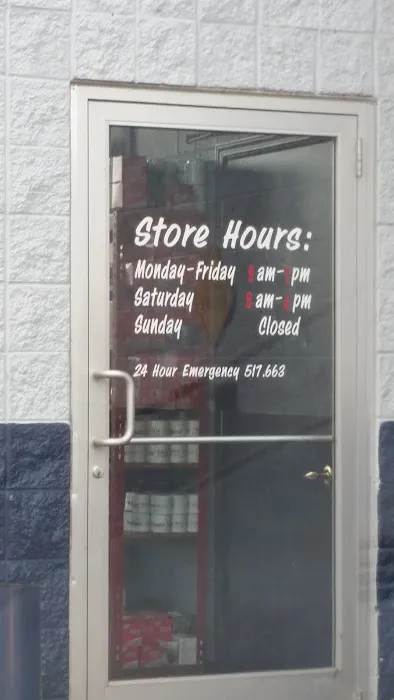 Store Hours:
Monday-Friday am- pm
Saturday am- pm
Sunday Closed
24 Hour Emergency 517.663